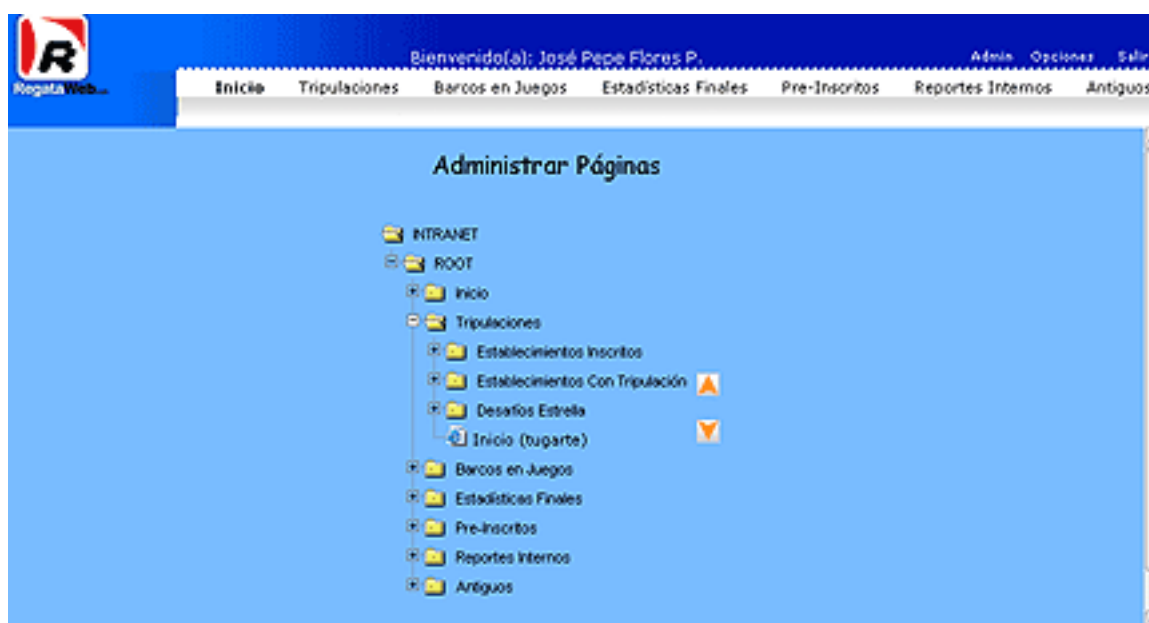 R
Bienvenido(a): José Pepe Flores P.
Admin Opciones Salir
RegataWeb
Inicio Tripulaciones Barcos en Juegos Estadísticas Finales Pre-Inscritos Reportes Internos Antiguos
Administrar Páginas
INTRANET
ROOT
Inicio
Tripulaciones
Establecimientos Inscritos
Establecimientos Con Tripulación
Desafíos Estrella
Inicio (tugarte)
Barcos en Juegos
Estadísticas Finales
Pre-Inscritos
Reportes Internos
Antiguos